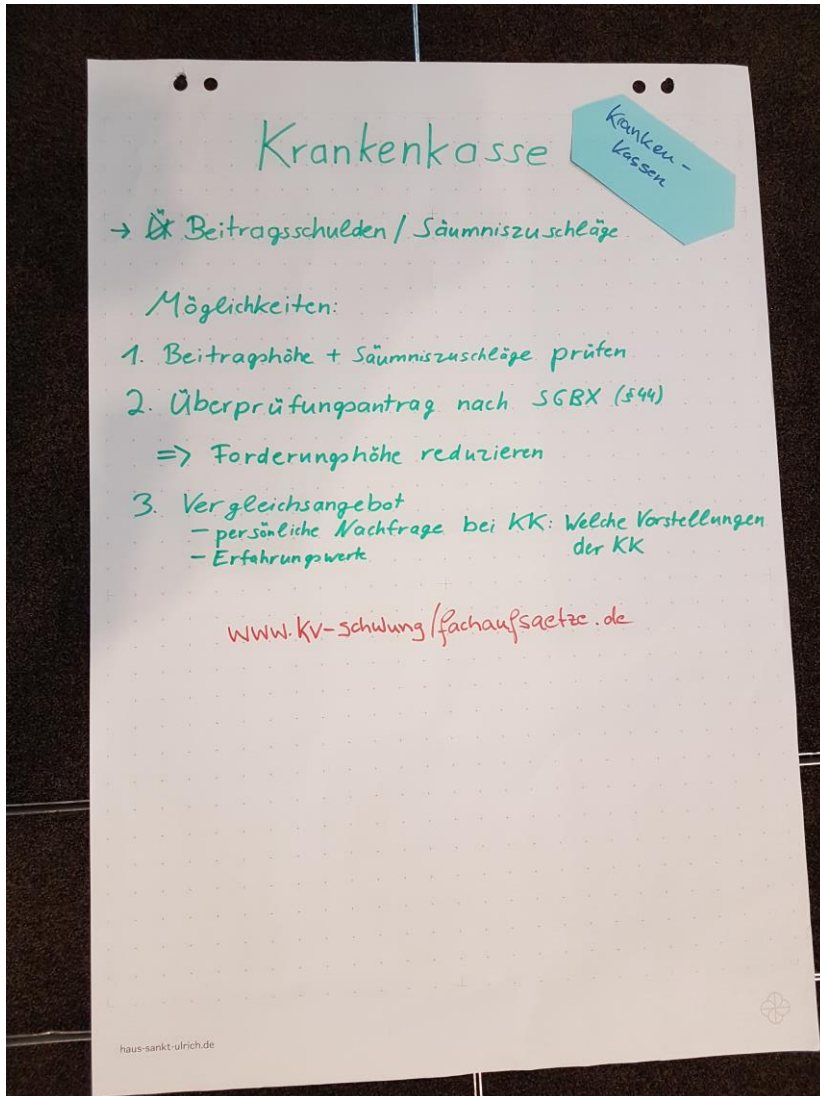 Krankenkasse
Kranken-
Kassen
→ Beitragsschulden / Säumniszuschläge
Möglichkeiten:
1. Beitragshöhe + Säumniszuschläge prüfen
2. Überprüfungsantrag nach SGBX (§44)
=> Forderungshöhe reduzieren
3. Vergleichsangebot
- persönliche Nachfrage bei KK: Welche Vorstellungen
der KK
- Erfahrungswerte
www.kv-schwung/fachaufsaetze.de
haus-sankt-ulrich.de